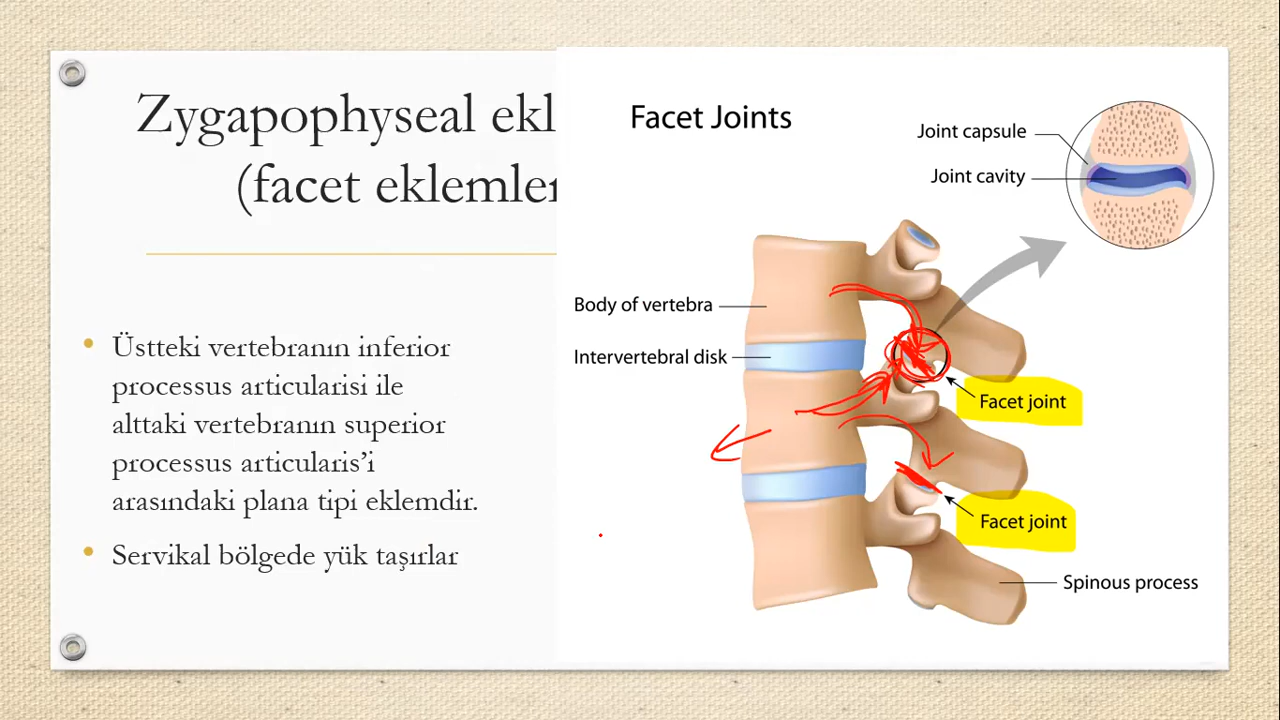 Zygapophyseal ekl
(facet eklemler
• Üstteki vertebranın inferior
processus articularisi ile
alttaki vertebranın superior
processus articularis’i
arasındaki plana tipi eklemdir.
• Servikal bölgede yük taşırlar
Facet Joints
Joint capsule
Joint cavity
Body of vertebra
Intervertebral disk
Facet joint
Facet joint
Spinous process